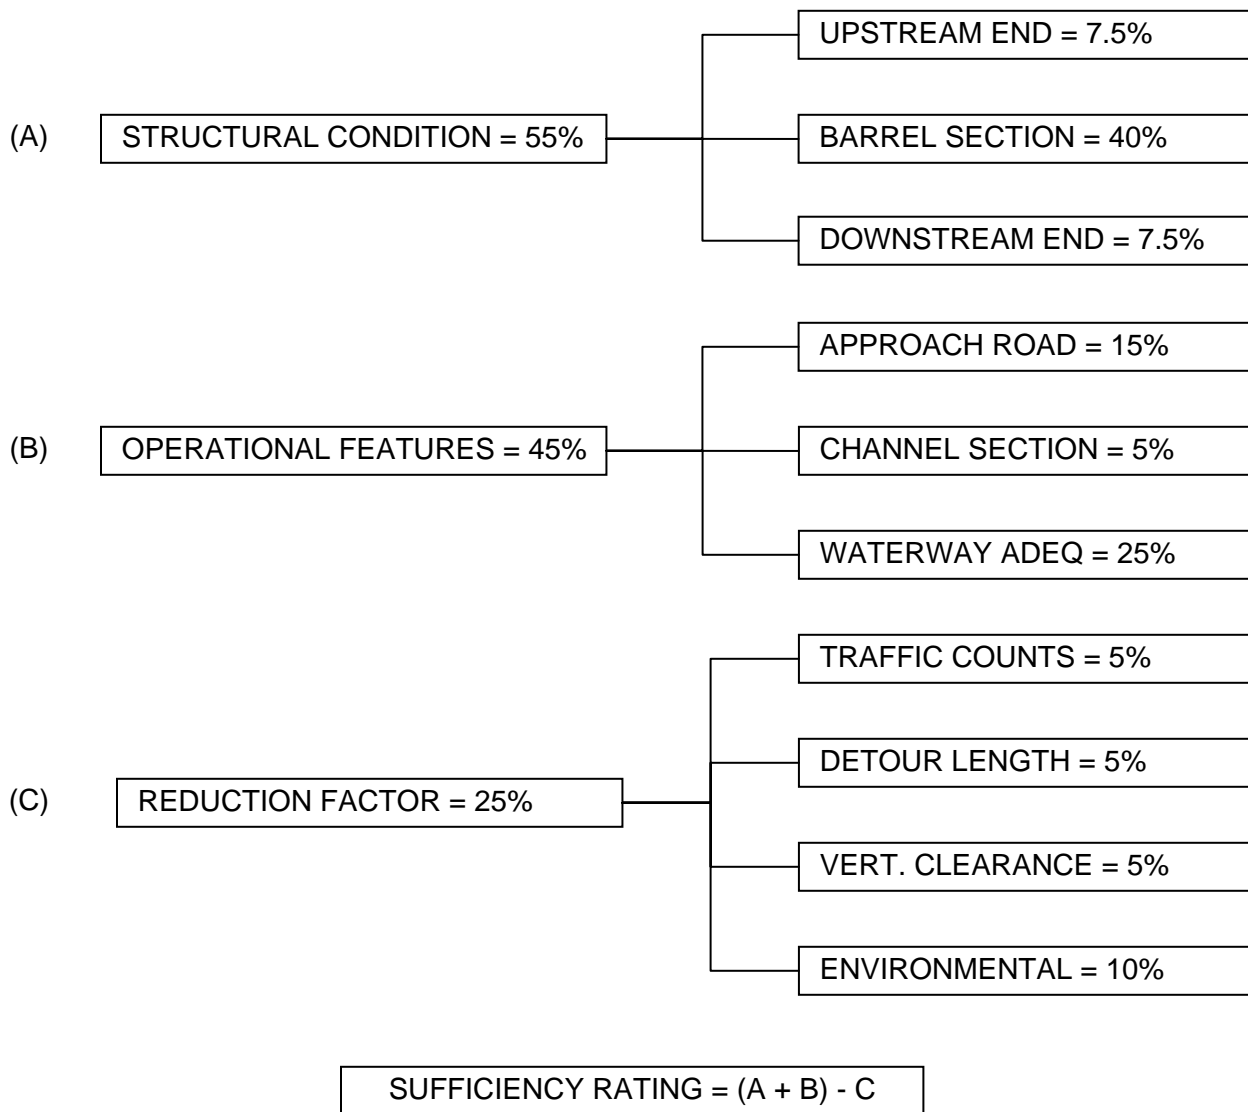 UPSTREAM END = 7.5%
(A) STRUCTURAL CONDITION = 55% BARREL SECTION = 40%
DOWNSTREAM END = 7.5%
APPROACH ROAD = 15%
(B) OPERATIONAL FEATURES = 45% CHANNEL SECTION = 5%
WATERWAY ADEQ = 25%
TRAFFIC COUNTS = 5%
DETOUR LENGTH = 5%
(C) REDUCTION FACTOR = 25%
VERT. CLEARANCE = 5%
ENVIRONMENTAL = 10%
SUFFICIENCY RATING = (A + B) - C